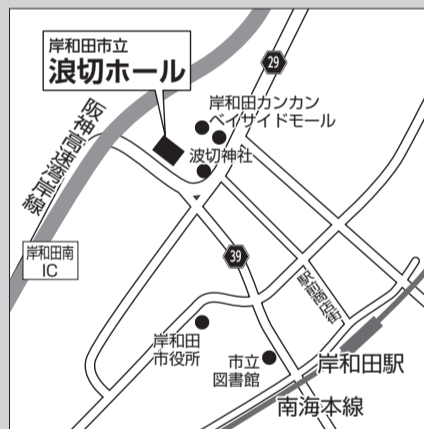 岸和田市立
浪切ホール
29
岸和田カンカン
ベイサイドモール
波切神社
阪神高速湾岸線
岸和田南
IC
39
駅前商店街
岸和田
市役所
市立
図書館
岸和田駅
南海本線